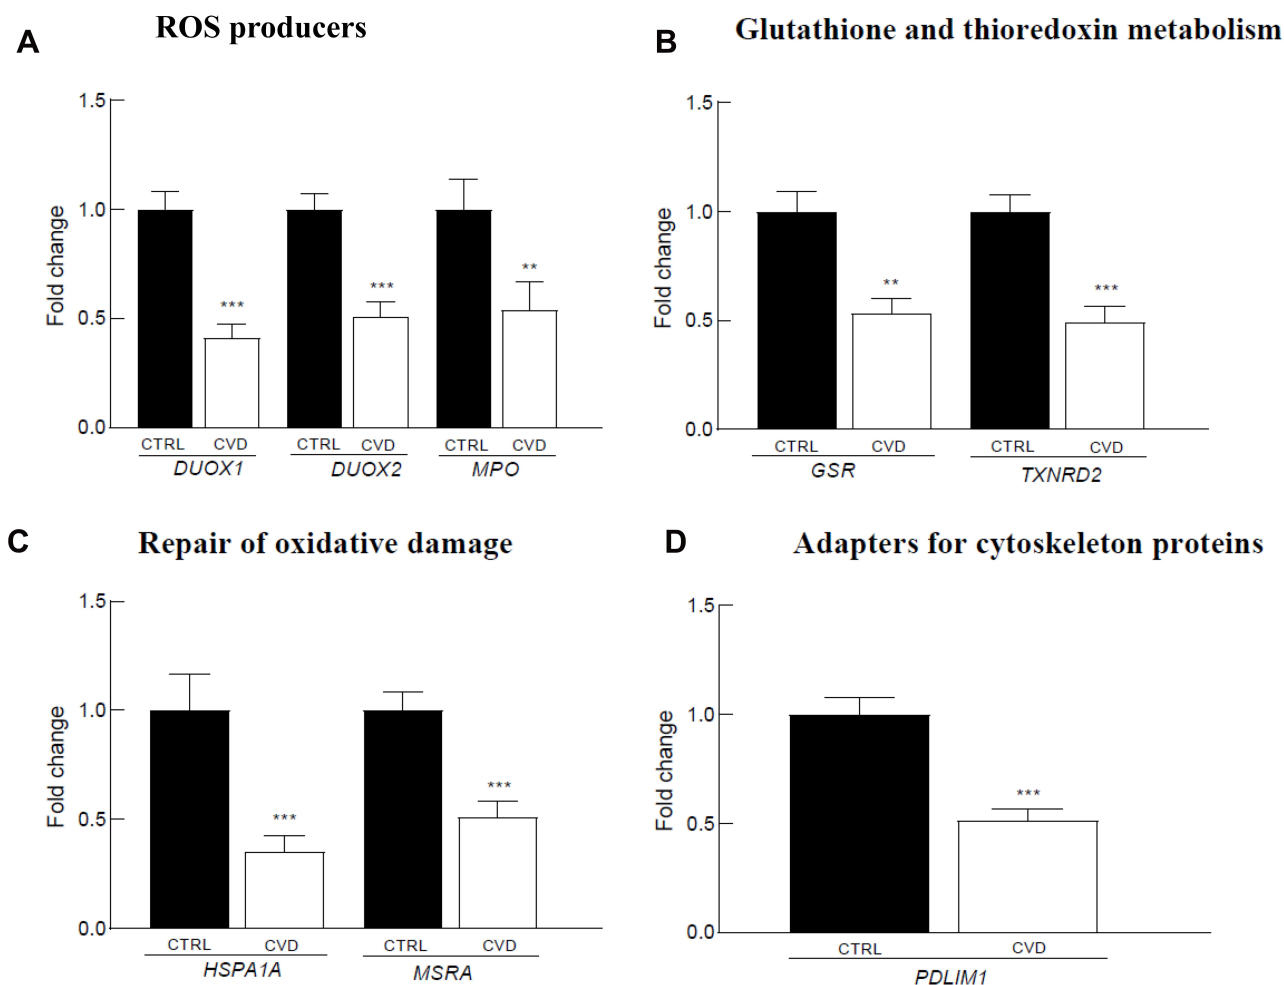 A
ROS producers
1.5
1.0
0.5
0.0
Fold change
***
***
**
CTRL CVD CTRL CVD CTRL CVD
DUOX1 DUOX2 MPO
B
Glutathione and thioredoxin metabolism
1.5
1.0
0.5
0.0
Fold change
**
***
CTRL CVD CTRL CVD
GSR TXNRD2
C
Repair of oxidative damage
1.5
1.0
0.5
0.0
Fold change
***
***
CTRL CVD CTRL CVD
HSPA1A MSRA
D
Adapters for cytoskeleton proteins
1.5
1.0
0.5
0.0
Fold change
***
CTRL CVD
PDLIM1